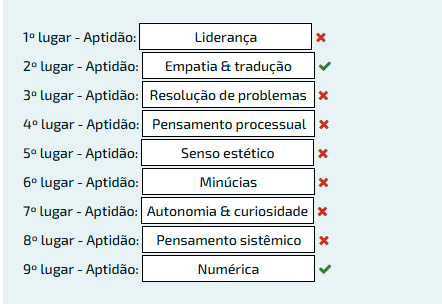 1º lugar - Aptidão: Liderança
2º lugar - Aptidão: Empatia & tradução
3º lugar - Aptidão: Resolução de problemas
4º lugar - Aptidão: Pensamento processual
5º lugar - Aptidão: Senso estético
6º lugar - Aptidão: Minúcias
7º lugar - Aptidão: Autonomia & curiosidade
8º lugar - Aptidão: Pensamento sistêmico
9º lugar - Aptidão: Numérica